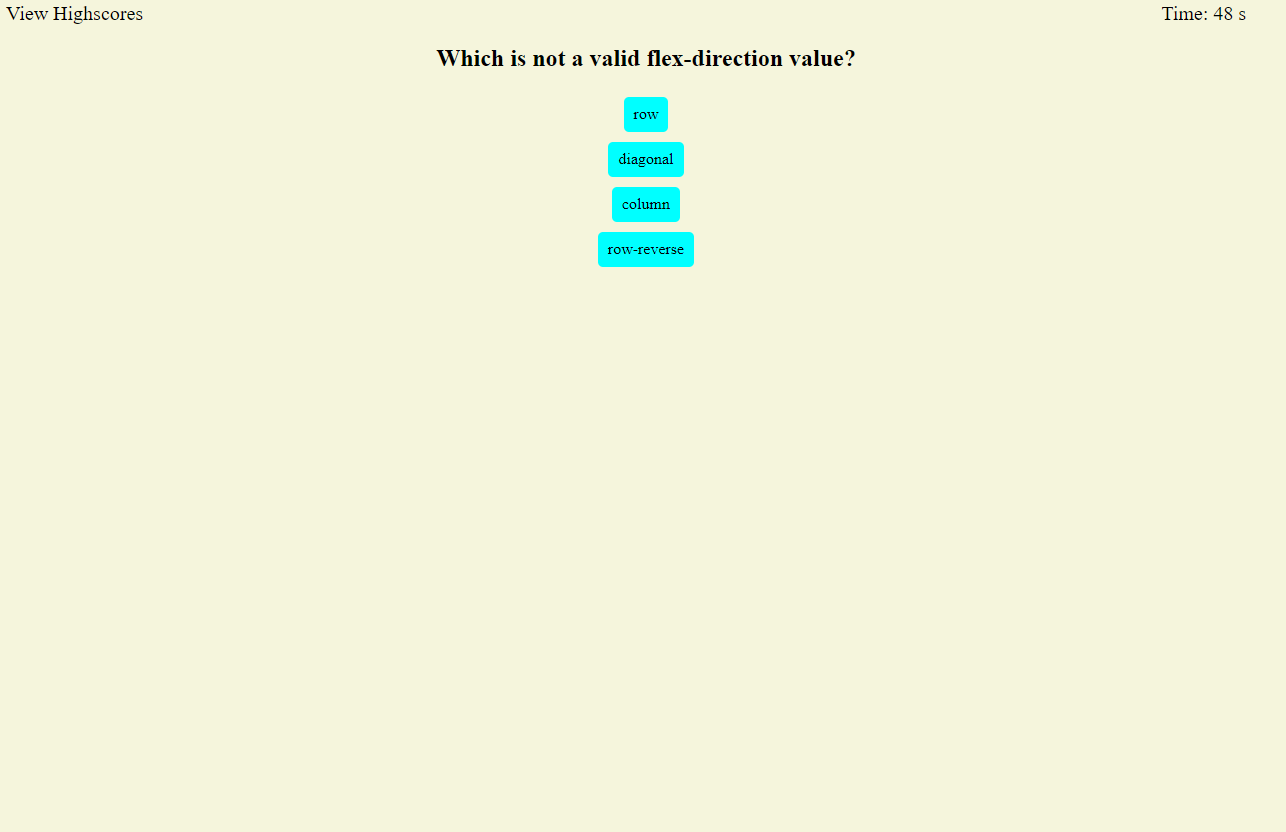 View Highscores
Time: 48 s
Which is not a valid flex-direction value?
row
diagonal
column
row-reverse